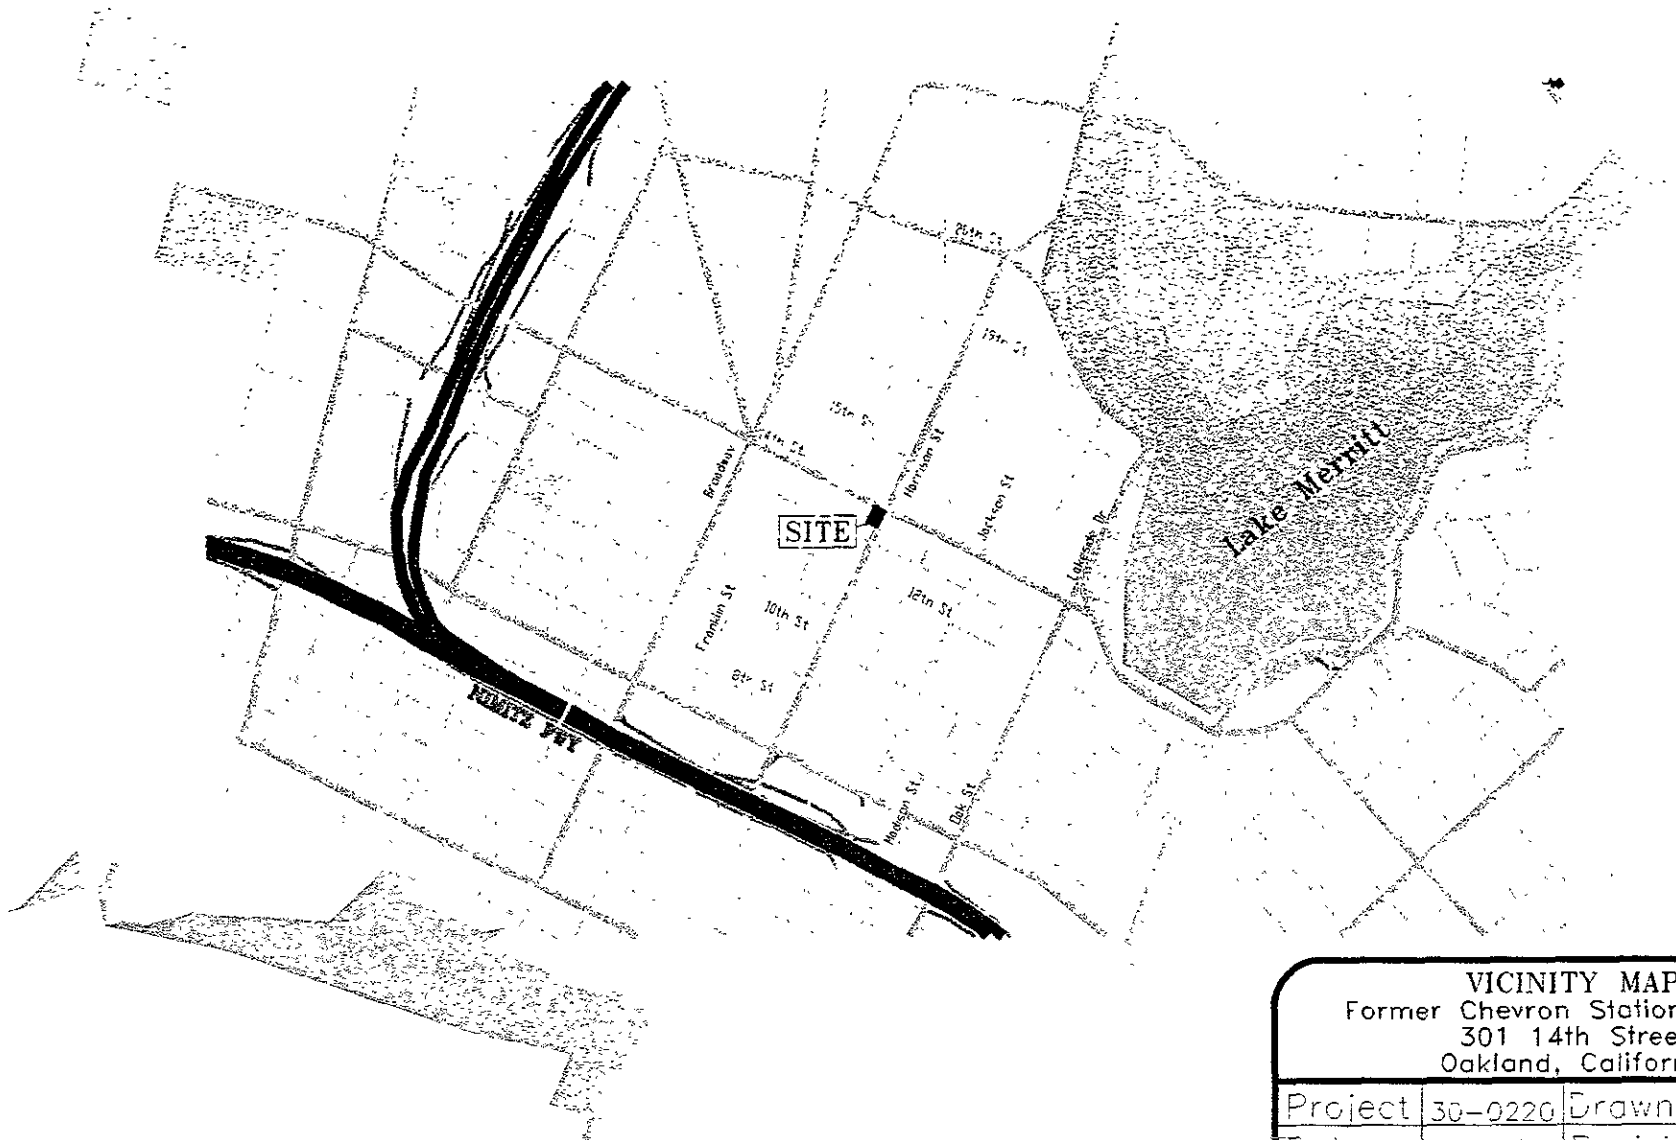 20th St
19th St
15th St
14th St
Harrison St
Broadway
SITE
Jackson St
Lakeside Dr
Lake Merritt
12th St
10th St
Franklin St
8th St
NIMITZ FWY
Madison St
Oak St
VICINITY MAP
Former Chevron Station
301 14th Stree
Oakland, Californ
Project 30-0220 Drawn